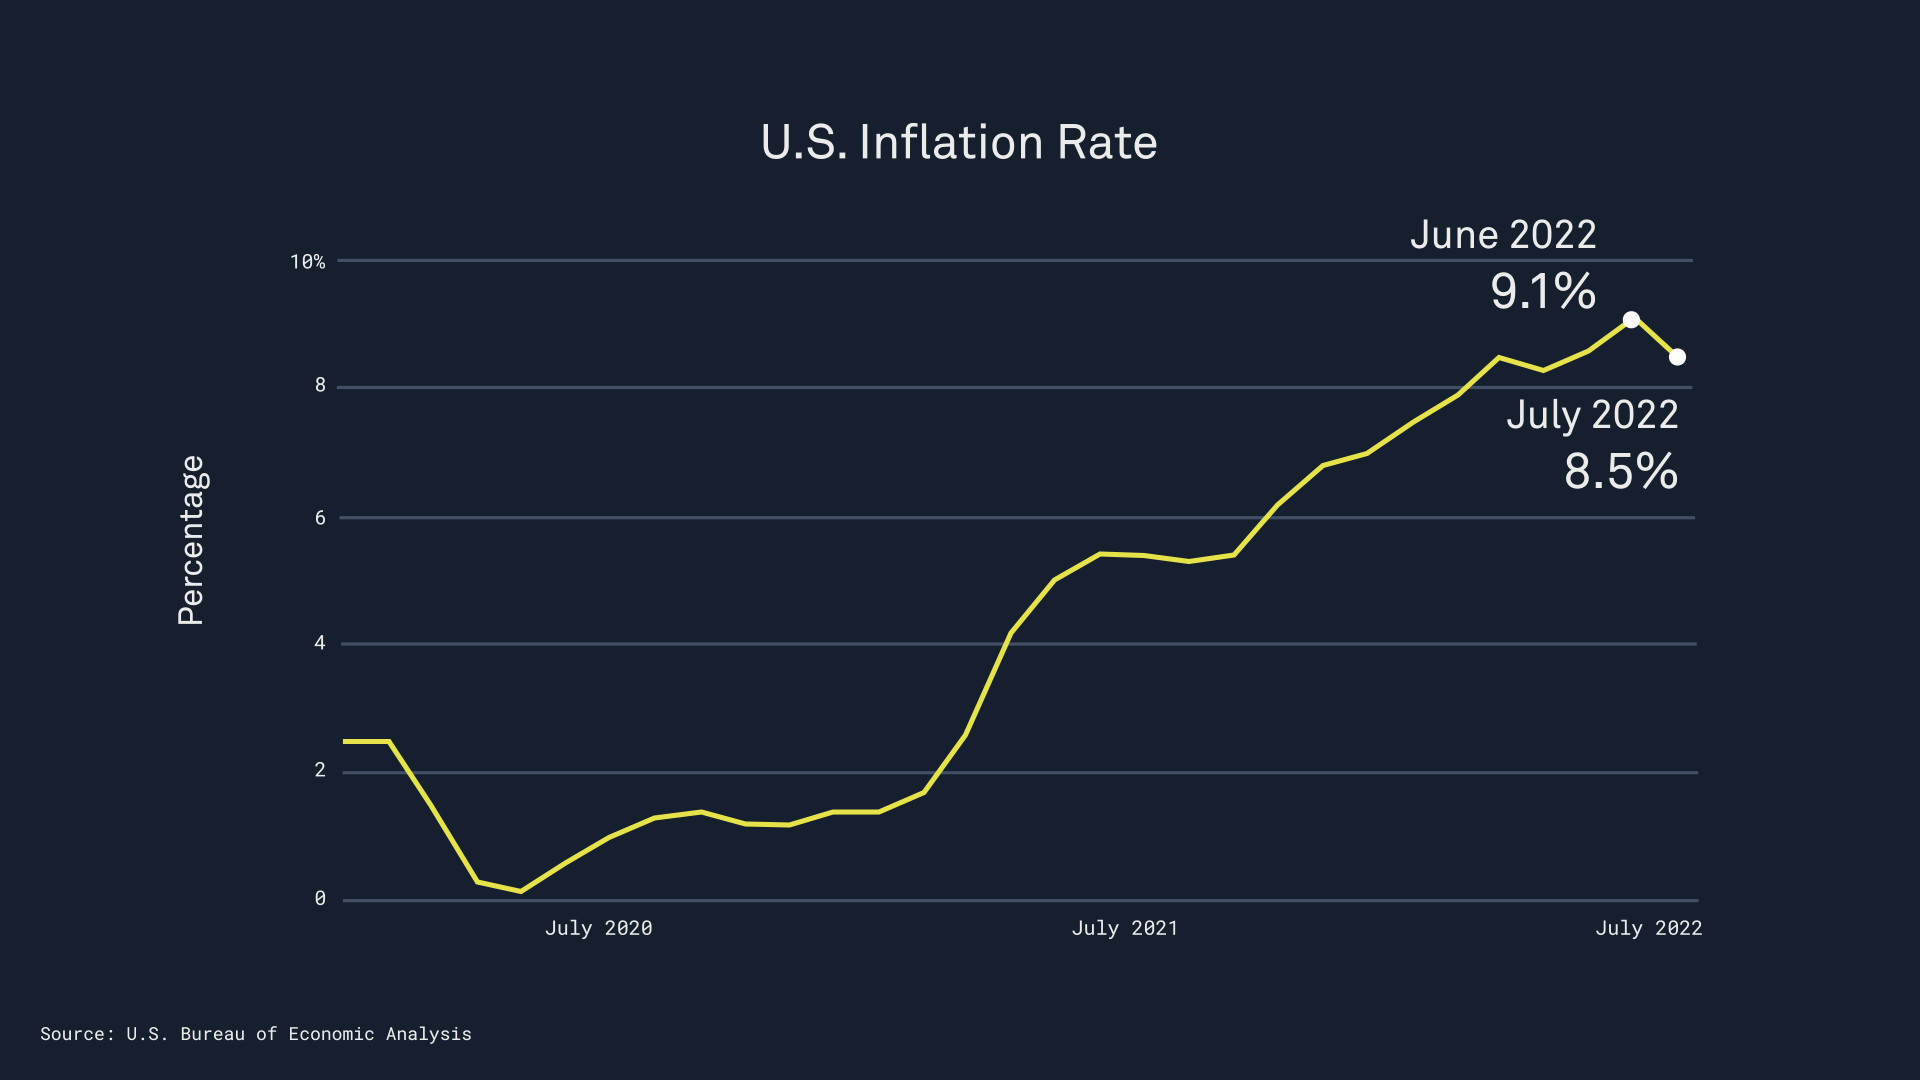 U.S. Inflation Rate
June 2022
9.1%
July 2022
8.5%
Percentage
10%
8
6
4
2
0
July 2020
July 2021
July 2022
Source: U.S. Bureau of Economic Analysis